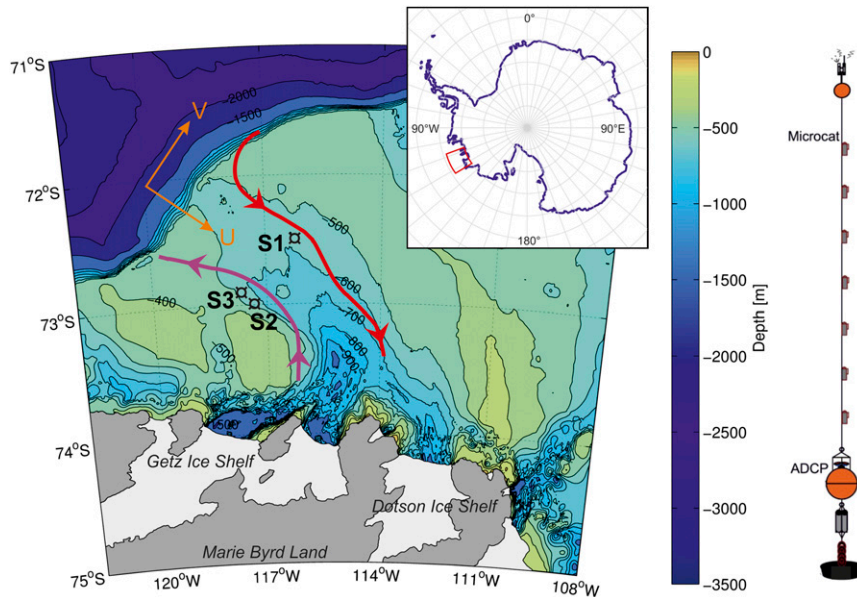 71°S
72°S
73°S
74°S
75°S
120°W
117°W
114°W
111°W
108°W
-2000
-1500
V
U
S1
S3
S2
-500
-600
-700
-800
-900
-400
-500
1500
Getz Ice Shelf
Dotson Ice Shelf
Marie Byrd Land
0°
90°W
90°E
180°
0
-500
-1000
-1500
-2000
-2500
-3000
-3500
Depth [m]
Microcat
ADCP